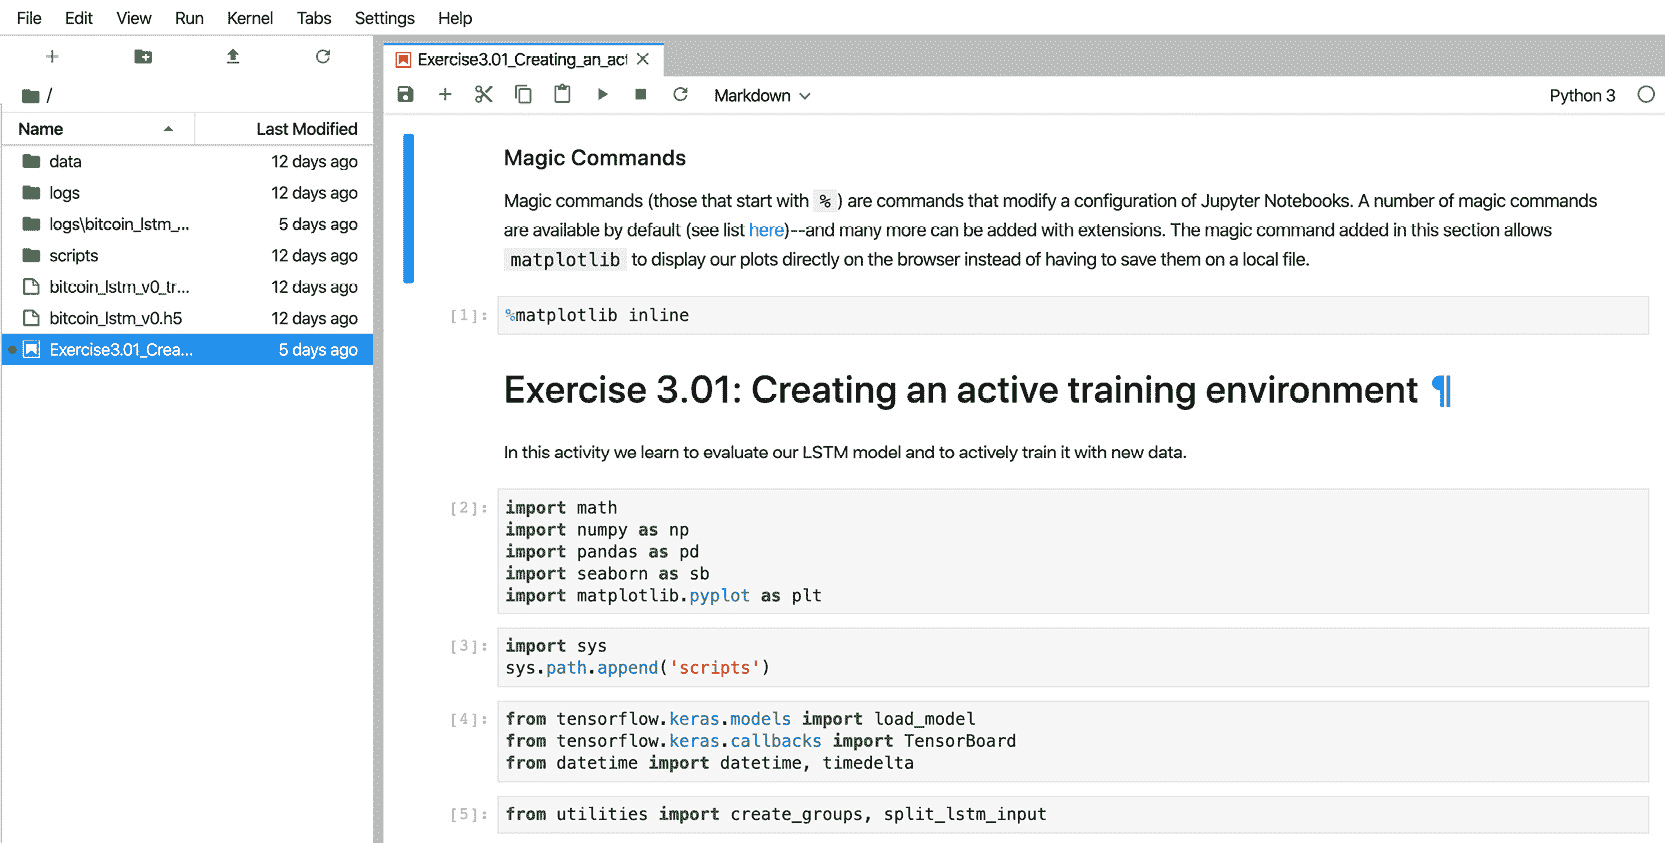 File Edit View Run Kernel Tabs Settings Help
/
Name Last Modified
data 12 days ago
logs 12 days ago
logs\bitcoin_lstm_... 5 days ago
scripts 12 days ago
bitcoin_lstm_v0_tr... 12 days ago
bitcoin_lstm_v0.h5 12 days ago
Exercise3.01_Crea... 5 days ago
Exercise3.01_Creating_an_act
Markdown
Python 3
Magic Commands
Magic commands (those that start with % ) are commands that modify a configuration of Jupyter Notebooks. A number of magic commands
are available by default (see list here)--and many more can be added with extensions. The magic command added in this section allows
matplotlib to display our plots directly on the browser instead of having to save them on a local file.
[1]: %matplotlib inline
Exercise 3.01: Creating an active training environment ¶
In this activity we learn to evaluate our LSTM model and to actively train it with new data.
[2]: import math
import numpy as np
import pandas as pd
import seaborn as sb
import matplotlib.pyplot as plt
[3]: import sys
sys.path.append('scripts')
[4]: from tensorflow.keras.models import load_model
from tensorflow.keras.callbacks import TensorBoard
from datetime import datetime, timedelta
[5]: from utilities import create_groups, split_lstm_input